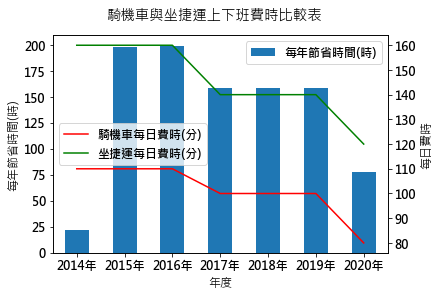 騎機車與坐捷運上下班費時比較表
每年節省時間(時)
騎機車每日費時(分)
坐捷運每日費時(分)
每年節省時間(時)
每日費時
200
175
150
125
100
75
50
25
0
160
150
140
130
120
110
100
90
80
2014年 2015年 2016年 2017年 2018年 2019年 2020年
年度